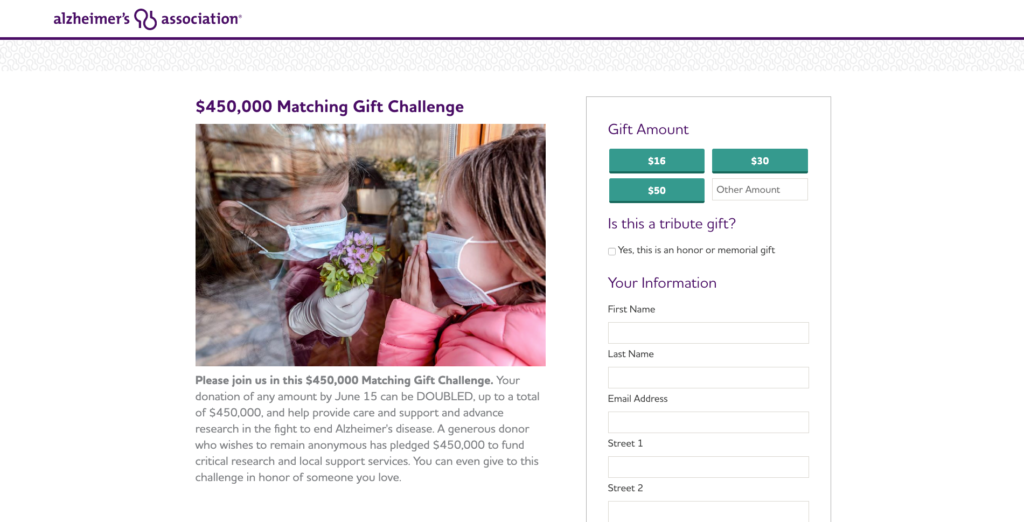 alzheimer's association®
$450,000 Matching Gift Challenge
Please join us in this $450,000 Matching Gift Challenge. Your
donation of any amount by June 15 can be DOUBLED, up to a total
of $450,000, and help provide care and support and advance
research in the fight to end Alzheimer's disease. A generous donor
who wishes to remain anonymous has pledged $450,000 to fund
critical research and local support services. You can even give to this
challenge in honor of someone you love.
Gift Amount
$16
$30
$50
Other Amount
Is this a tribute gift?
Yes, this is an honor or memorial gift
Your Information
First Name
Last Name
Email Address
Street 1
Street 2